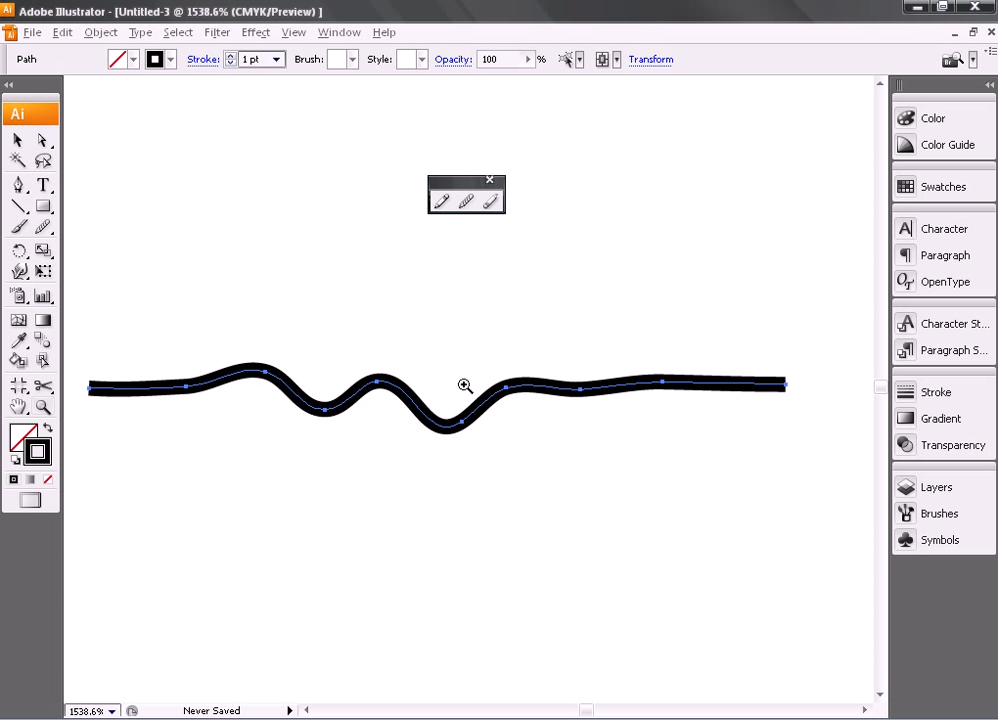 Ai Adobe Illustrator - [Untitled-3 @ 1538.6% (CMYK/Preview) ]
Ai File Edit Object Type Select Filter Effect View Window Help
Path Stroke: 1 pt Brush: Style: Opacity: 100 % Transform
Ai
T
Color
Color Guide
Swatches
A Character
Paragraph
OpenType
Character St...
Paragraph S...
Stroke
Gradient
Transparency
Layers
Brushes
Symbols
1538.6% Never Saved